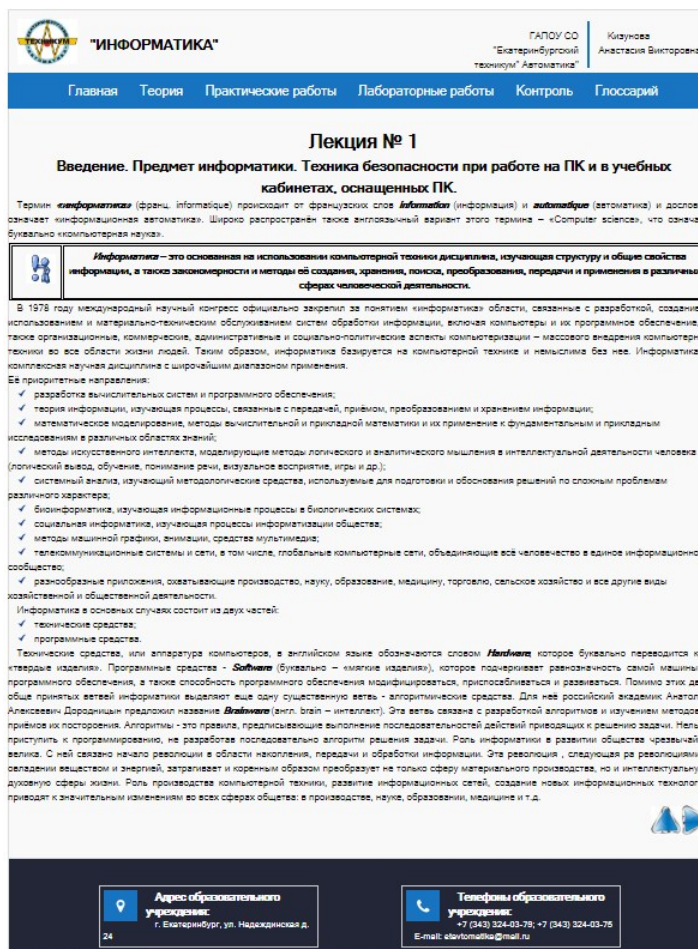 ТЕХНИКУМ
"ИНФОРМАТИКА"
ГАПОУ СО
"Екатеринбургский
техникум" Автоматика"
Кизунова
Анастасия Викторовна
Главная Теория Практические работы Лабораторные работы Контроль Глоссарий
Лекция № 1
Введение. Предмет информатики. Техника безопасности при работе на ПК и в учебных
кабинетах, оснащенных ПК.
Термин «информатика» (франц. informatique) происходит от французских слов information (информация) и automatique (автоматика) и дослов
означает «информационная автоматика». Широко распространён также англоязычный вариант этого термина – «Computer science», что означа
буквально «компьютерная наука».
Информатика – это основанная на использовании компьютерной техники дисциплина, изучающая структуру и общие свойства
информации, а также закономерности и методы её создания, хранения, поиска, преобразования, передачи и применения в различных
сферах человеческой деятельности.
В 1978 году международный научный конгресс официально закрепил за понятием «информатика» области, связанные с разработкой, создание
использованием и материально-техническим обслуживанием систем обработки информации, включая компьютеры и их программное обеспечение,
также организационные, коммерческие, административные и социально-политические аспекты компьютеризации – массового внедрения компьютерн
техники во все области жизни людей. Таким образом, информатика базируется на компьютерной технике и немыслима без нее. Информатика
комплексная научная дисциплина с широчайшим диапазоном применения.
Её приоритетные направления:
разработка вычислительных систем и программного обеспечения;
теория информации, изучающая процессы, связанные с передачей, приёмом, преобразованием и хранением информации;
математическое моделирование, методы вычислительной и прикладной математики и их применение к фундаментальным и прикладным
исследованиям в различных областях знаний;
методы искусственного интеллекта, моделирующие методы логического и аналитического мышления в интеллектуальной деятельности человека
(логический вывод, обучение, понимание речи, визуальное восприятие, игры и др.);
системный анализ, изучающий методологические средства, используемые для подготовки и обоснования решений по сложным проблемам
различного характера;
биоинформатика, изучающая информационные процессы в биологических системах;
социальная информатика, изучающая процессы информатизации общества;
методы машинной графики, анимации, средства мультимедиа;
телекоммуникационные системы и сети, в том числе, глобальные компьютерные сети, объединяющие всё человечество в единое информационно
сообщество;
разнообразные приложения, охватывающие производство, науку, образование, медицину, торговлю, сельское хозяйство и все другие виды
хозяйственной и общественной деятельности.
Информатика в основных случаях состоит из двух частей:
технические средства;
программные средства.
Технические средства, или аппаратура компьютеров, в английском языке обозначаются словом Hardware, которое буквально переводится к
«твердые изделия». Программные средства - Software (буквально – «мягкие изделия»), которое подчеркивает равнозначность самой машины
программного обеспечения, а также способность программного обеспечения модифицироваться, приспосабливаться и развиваться. Помимо этих дв
обще принятых ветвей информатики выделяют еще одну существенную ветвь - алгоритмические средства. Для неё российский академик Анатол
Алексеевич Дородницын предложил название Brainware (англ. brain – интеллект). Эта ветвь связана с разработкой алгоритмов и изучением методов
приёмов их построения. Алгоритмы - это правила, предписывающие выполнение последовательностей действий приводящих к решению задачи. Нель
приступить к программированию, не разработав последовательно алгоритм решения задачи. Роль информатики в развитии общества чрезвычай
велика. С ней связано начало революции в области накопления, передачи и обработки информации. Эта революция , следующая ра революциями
овладении веществом и энергией, затрагивает и коренным образом преобразует не только сферу материального производства, но и интеллектуальну
духовную сферы жизни. Роль производства компьютерной техники, развитие информационных сетей, создание новых информационных технолог
приводят к значительным изменениям во всех сферах общетва: в производстве, науке, образовании, медицине и т.д.
Адрес образовательного
учреждения:
г. Екатеринбург, ул. Надеждинская д.
24
Телефоны образовательного
учреждения:
+7 (343) 324-03-79; +7 (343) 324-03-75
E-mail: etavtomatika@mail.ru